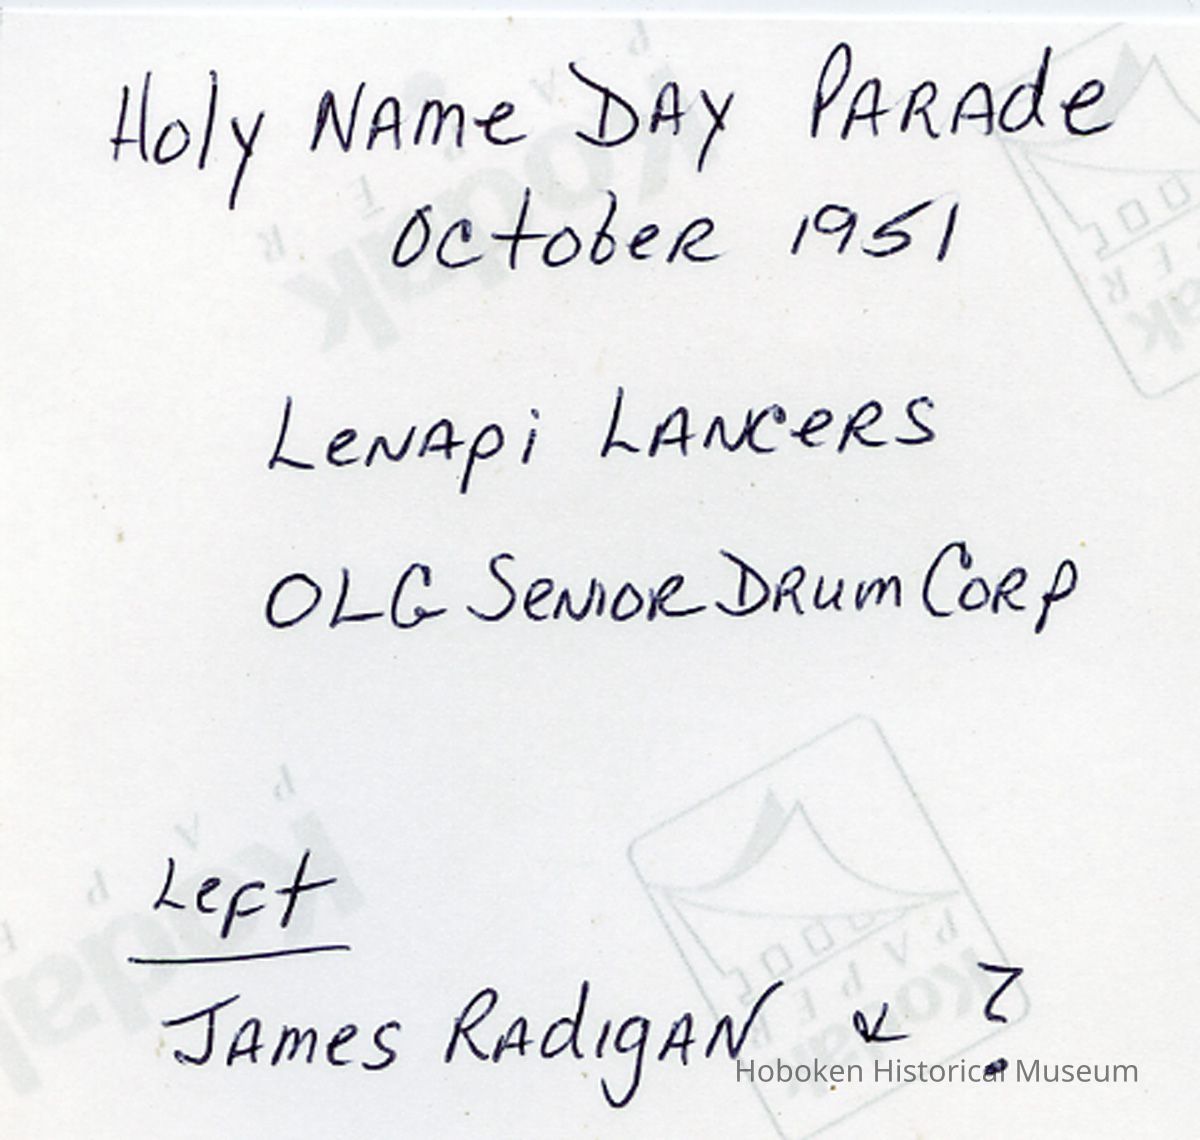 Holy Name Day Parade
October 1951
Lenapi Lancers
OLG Senior Drum Corp
Left
James Radigan & ?
Hoboken Historical Museum